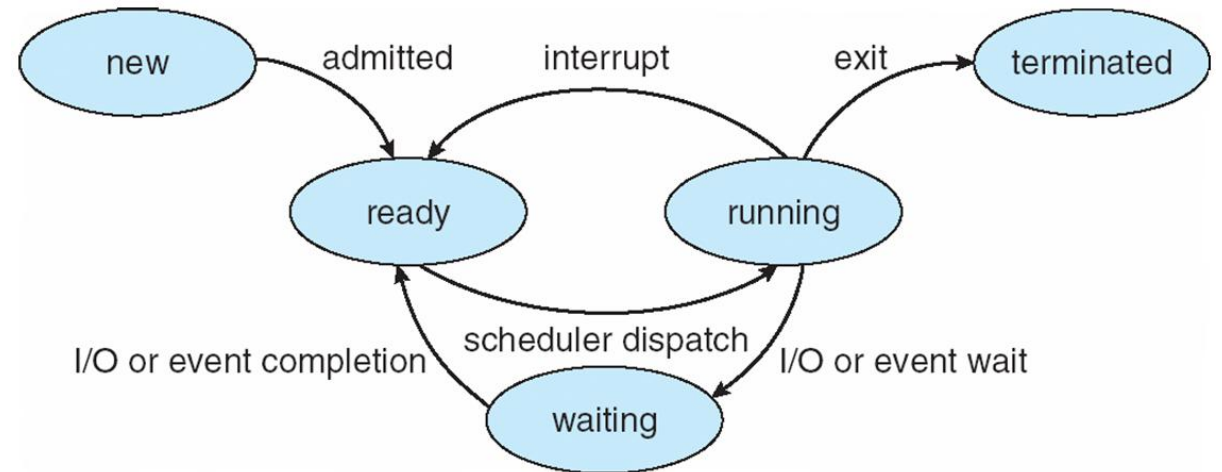 new
admitted
interrupt
exit
terminated
ready
running
scheduler dispatch
I/O or event completion
I/O or event wait
waiting